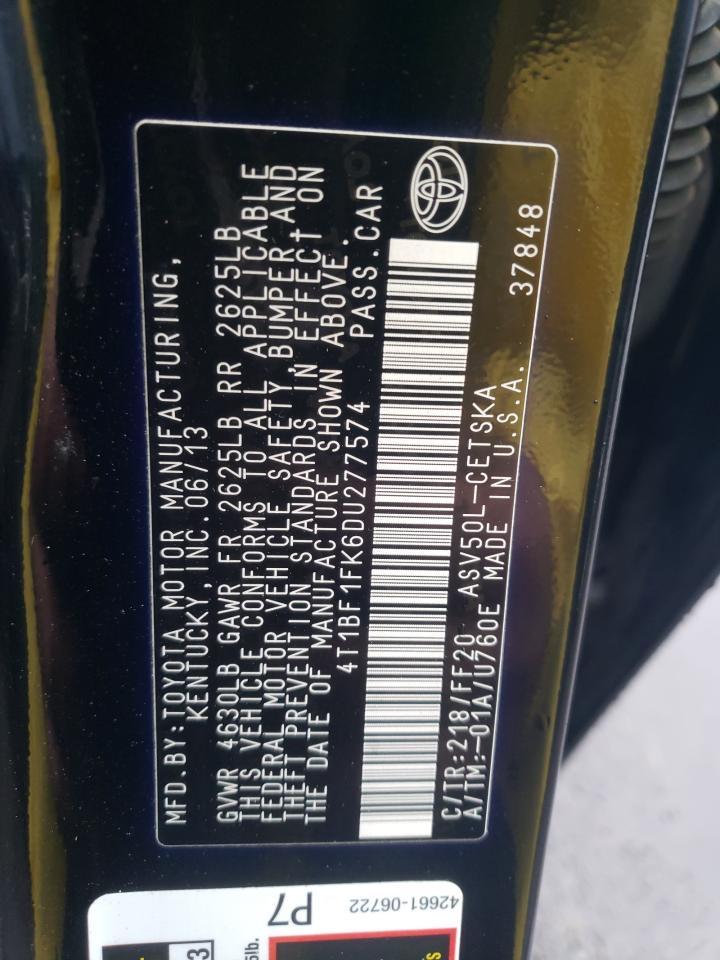 MFD.BY:TOYOTA MOTOR MANUFACTURING,
KENTUCKY, INC. 06/13
GVWR 4630LB GAWR FR 2625LB RR 2625LB
THIS VEHICLE CONFORMS TO ALL APPLICABLE
FEDERAL MOTOR VEHICLE SAFETY, BUMPER AND
THEFT PREVENTION STANDARDS IN EFFECT ON
THE DATE OF MANUFACTURE SHOWN ABOVE.
4T1BF1FK6DU277574 PASS.CAR
C/TR:218/FF20 ASV50L-CETSKA
A/TM:-01A/U760E MADE IN U.S.A. 37848
42661-06722
P7
3